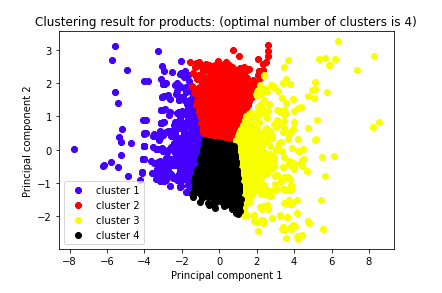 Clustering result for products: (optimal number of clusters is 4)
3
2
1
0
−1
−2
Principal component 2
cluster 1
cluster 2
cluster 3
cluster 4
−8 −6 −4 −2 0 2 4 6 8
Principal component 1